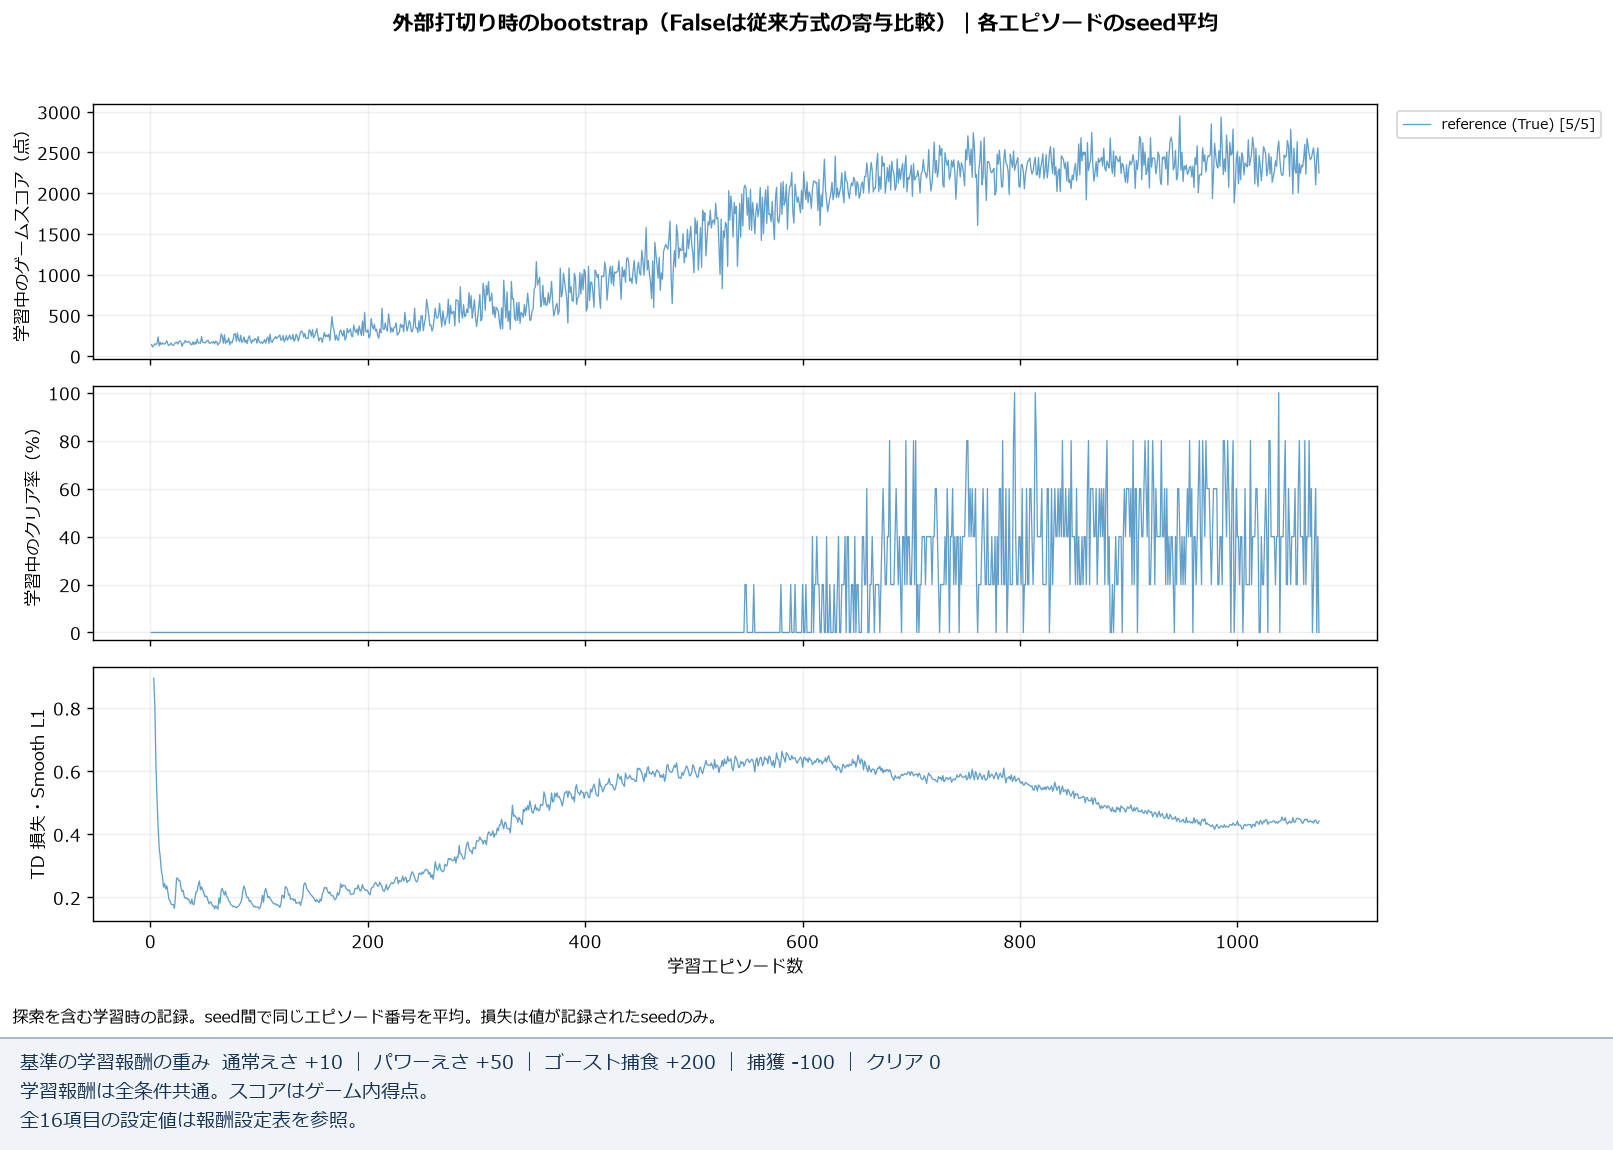 外部打切り時のbootstrap（Falseは従来方式の寄与比較）｜各エピソードのseed平均
学習中のゲームスコア（点）
3000
2500
2000
1500
1000
500
0
reference (True) [5/5]
学習中のクリア率（%）
100
80
60
40
20
0
TD 損失・Smooth L1
0.8
0.6
0.4
0.2
0
200
400
600
800
1000
学習エピソード数
探索を含む学習時の記録。seed間で同じエピソード番号を平均。損失は値が記録されたseedのみ。
基準の学習報酬の重み 通常えさ +10 ｜ パワーえさ +50 ｜ ゴースト捕食 +200 ｜ 捕獲 -100 ｜ クリア 0
学習報酬は全条件共通。スコアはゲーム内得点。
全16項目の設定値は報酬設定表を参照。